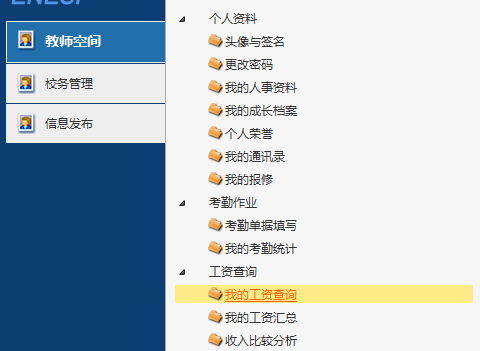 教师空间
校务管理
信息发布
个人资料
头像与签名
更改密码
我的人事资料
我的成长档案
个人荣誉
我的通讯录
我的报修
考勤作业
考勤单据填写
我的考勤统计
工资查询
我的工资查询
我的工资汇总
收入比较分析